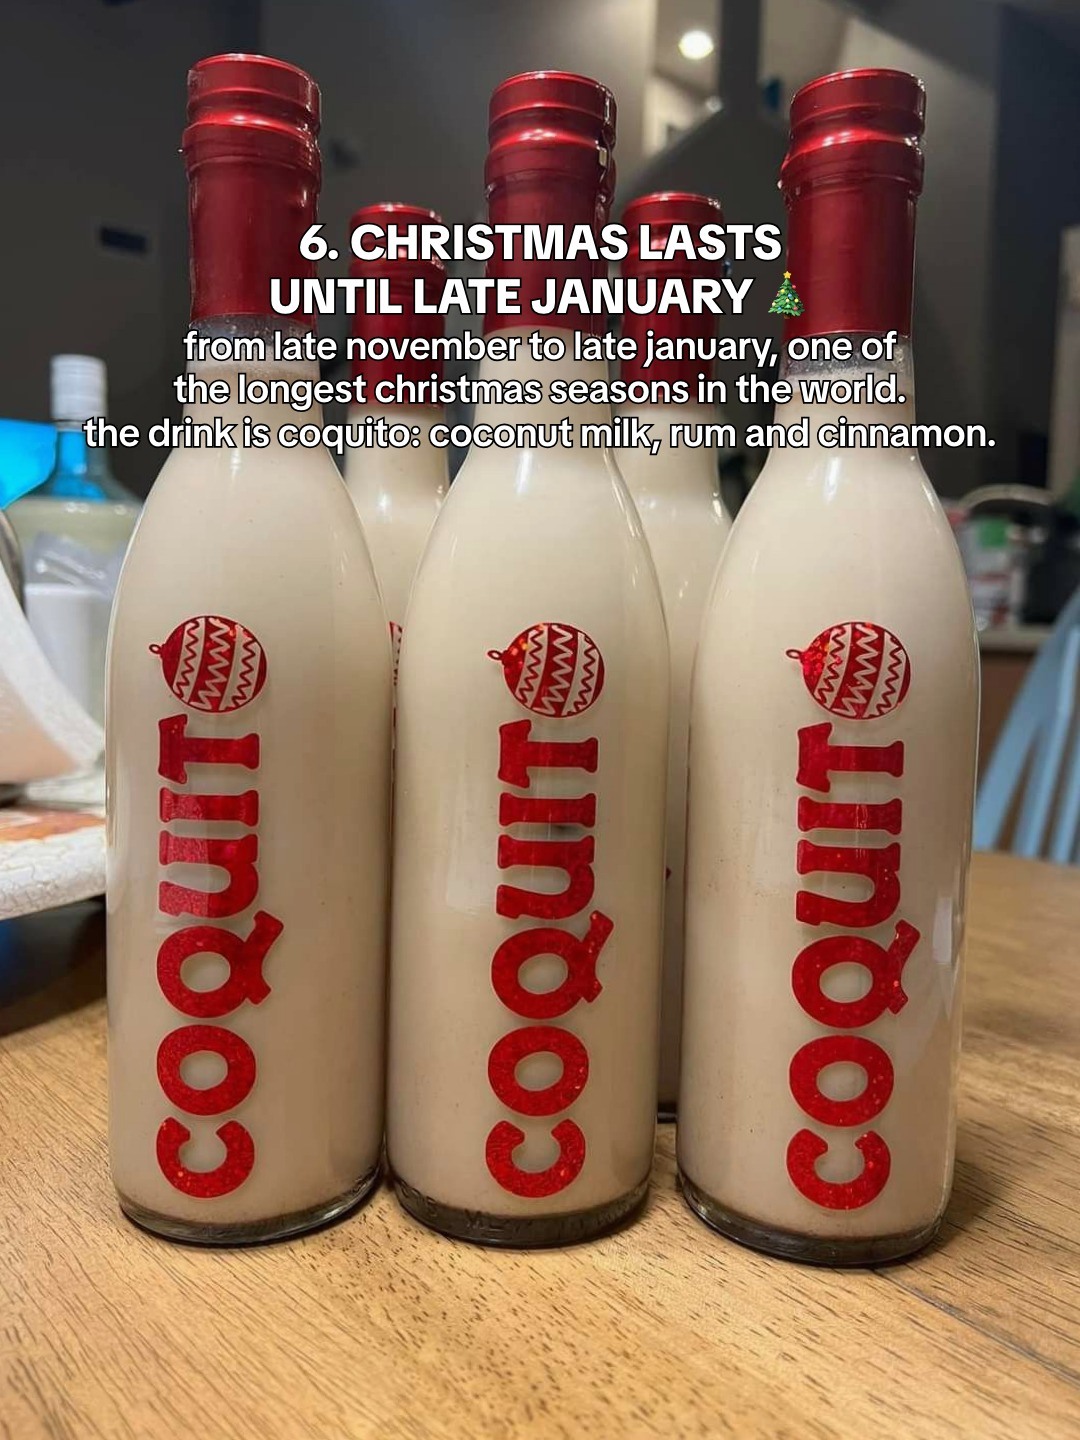 6. CHRISTMAS LASTS
UNTIL LATE JANUARY 🎄
from late november to late january, one of
the longest christmas seasons in the world.
the drink is coquito: coconut milk, rum and cinnamon.
COQUITO
COQUITO
COQUITO